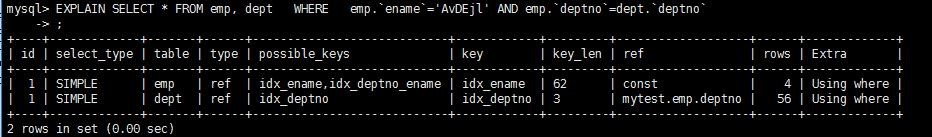 mysql> EXPLAIN SELECT * FROM emp, dept   WHERE   emp.`ename`='AvDEjl' AND emp.`deptno`=dept.`deptno`
    -> ;
+----+-------------+-------+------+------------------------+------------+---------+-------------------+------+-------------+
| id | select_type | table | type | possible_keys          | key        | key_len | ref               | rows | Extra       |
+----+-------------+-------+------+------------------------+------------+---------+-------------------+------+-------------+
|  1 | SIMPLE      | emp   | ref  | idx_ename,idx_deptno_ename | idx_ename  | 62      | const             |    4 | Using where |
|  1 | SIMPLE      | dept  | ref  | idx_deptno             | idx_deptno | 3       | mytest.emp.deptno |   56 | Using where |
+----+-------------+-------+------+------------------------+------------+---------+-------------------+------+-------------+
2 rows in set (0.00 sec)